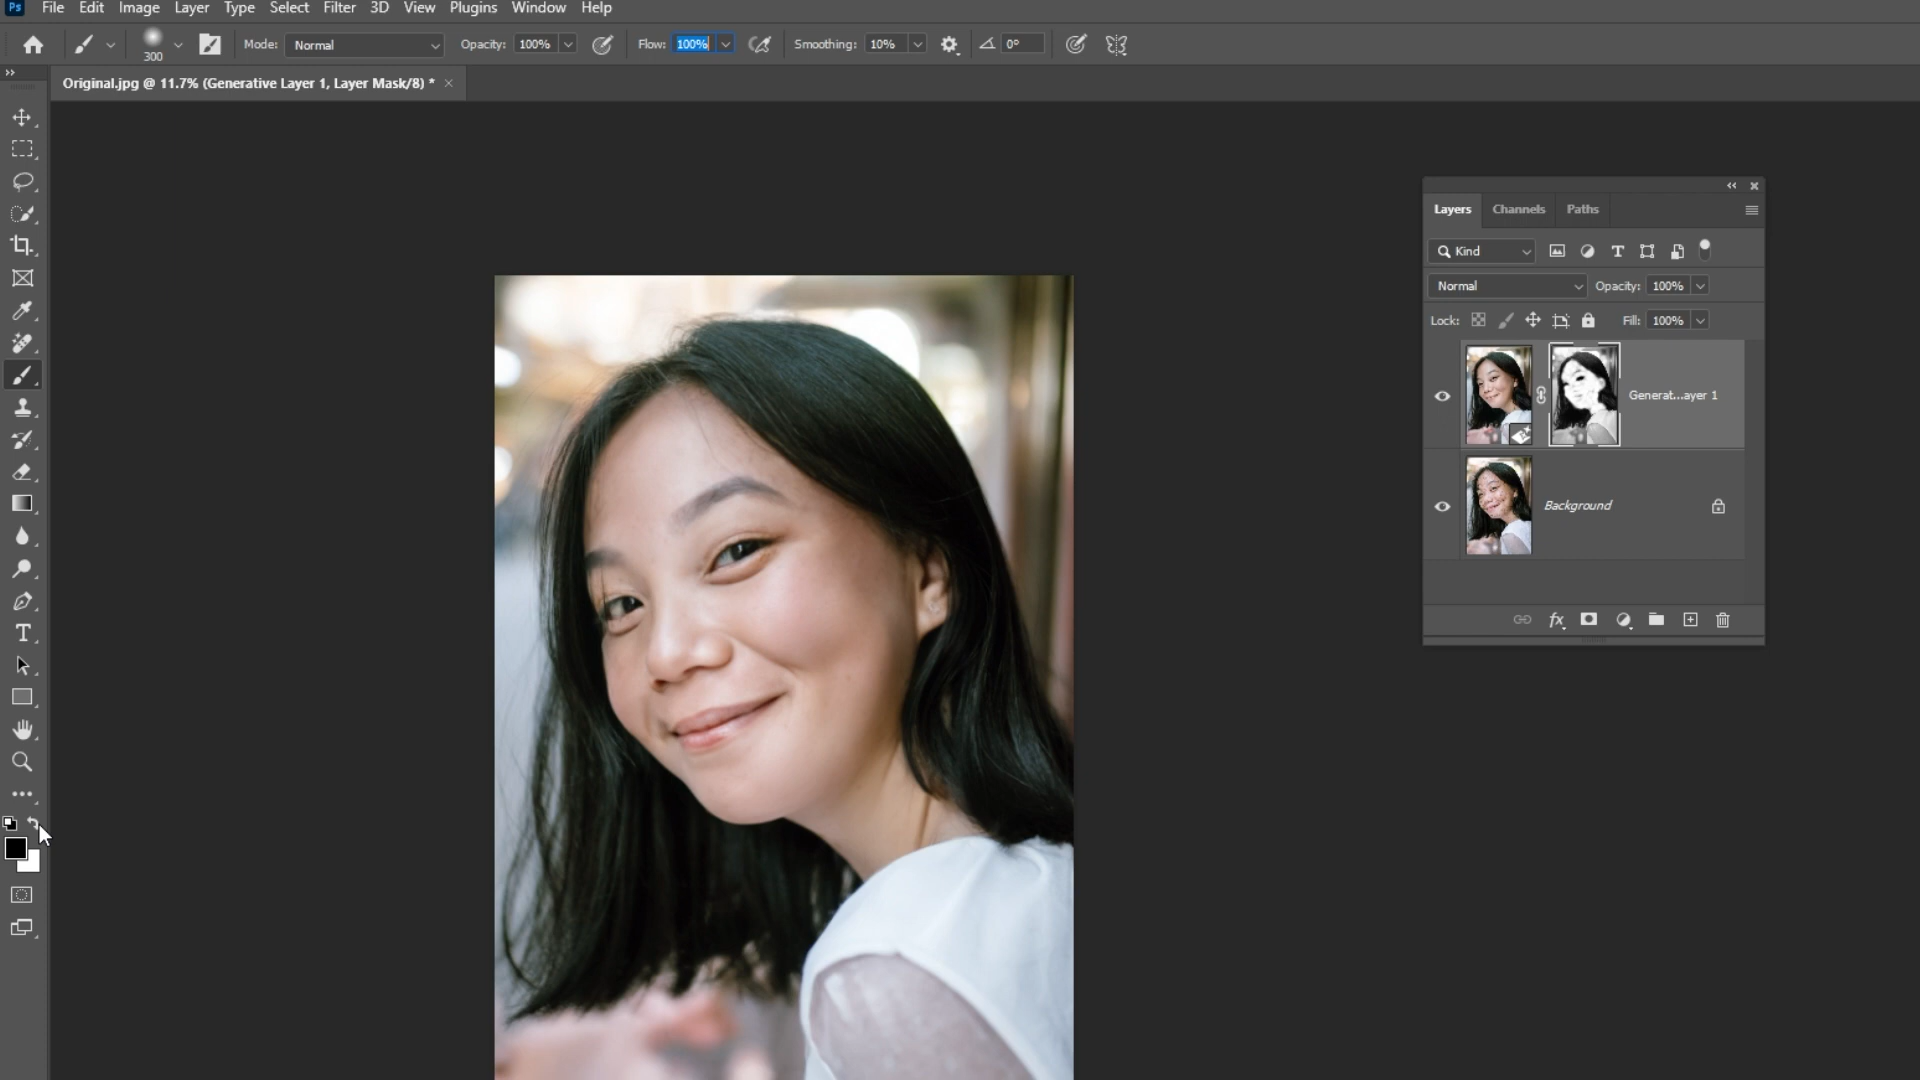 Ps File Edit Image Layer Type Select Filter 3D View Plugins Window Help
300 Mode: Normal Opacity: 100% Flow: 100% Smoothing: 10% 0°
Original.jpg @ 11.7% (Generative Layer 1, Layer Mask/8) * ×
Layers Channels Paths
Kind
Normal Opacity: 100%
Lock: Fill: 100%
Generat...ayer 1
Background
fx